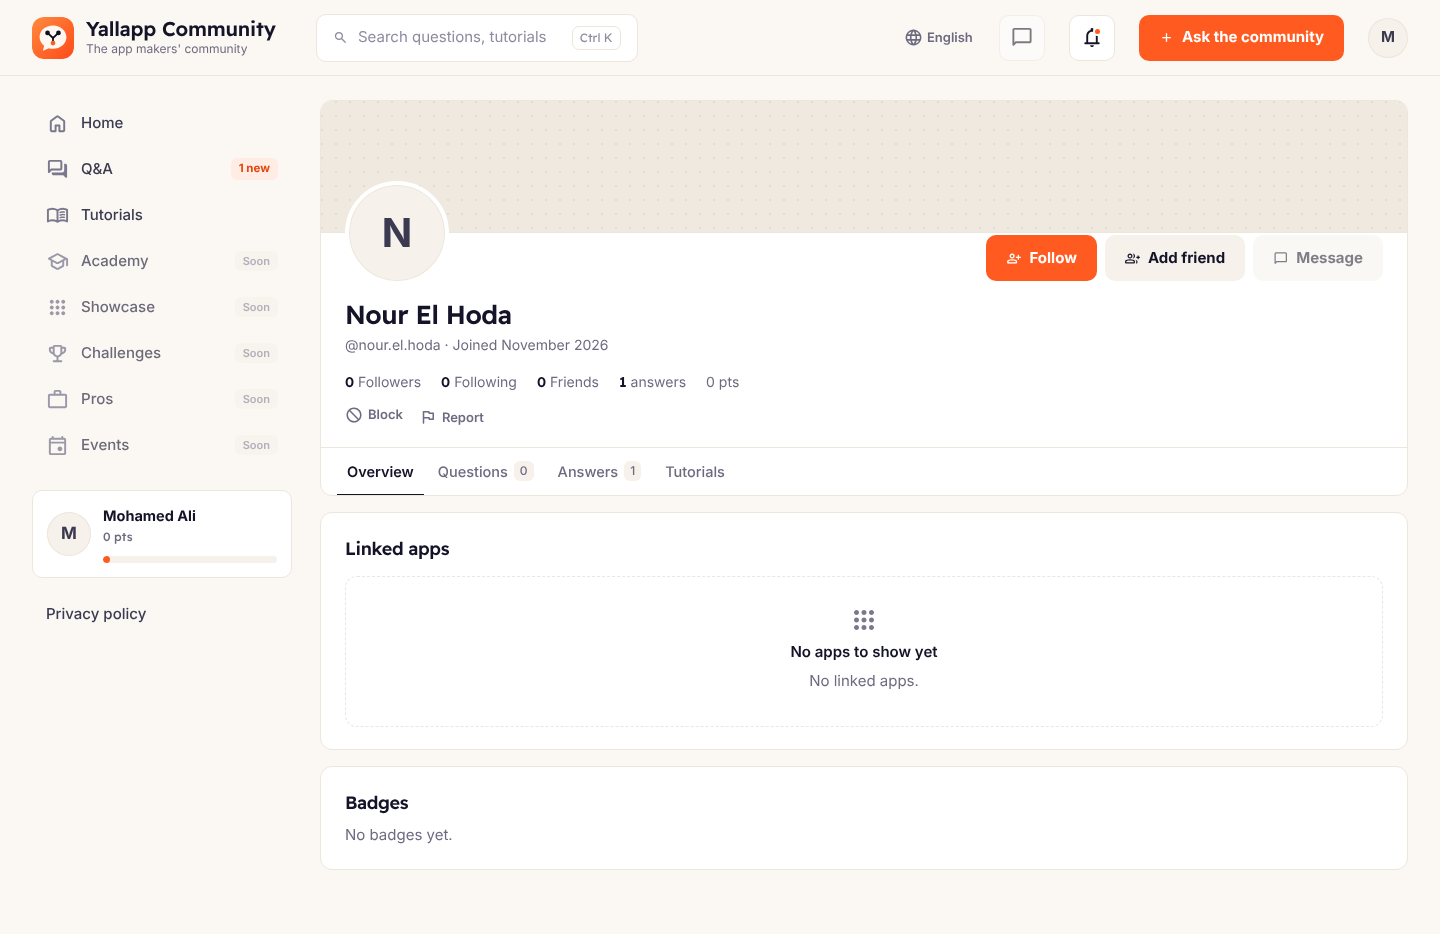 Yallapp Community
The app makers' community
Search questions, tutorials
Ctrl K
English
+ Ask the community
M
Home
Q&A
1 new
Tutorials
Academy
Soon
Showcase
Soon
Challenges
Soon
Pros
Soon
Events
Soon
M
Mohamed Ali
0 pts
Privacy policy
N
Follow
Add friend
Message
Nour El Hoda
@nour.el.hoda · Joined November 2026
0 Followers 0 Following 0 Friends 1 answers 0 pts
Block Report
Overview Questions 0 Answers 1 Tutorials
Linked apps
No apps to show yet
No linked apps.
Badges
No badges yet.